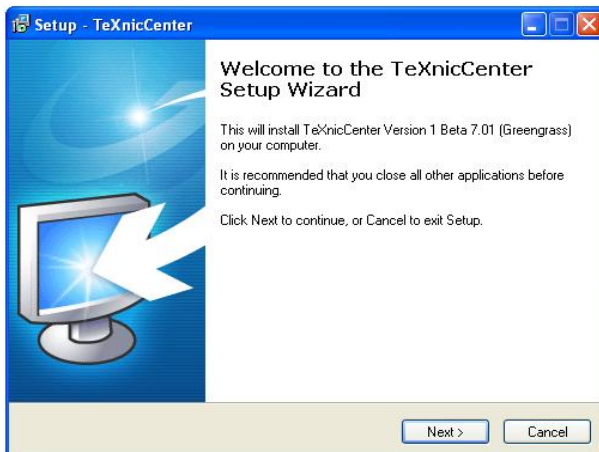 Setup - TeXnicCenter
Welcome to the TeXnicCenter
Setup Wizard
This will install TeXnicCenter Version 1 Beta 7.01 (Greengrass)
on your computer.
It is recommended that you close all other applications before
continuing.
Click Next to continue, or Cancel to exit Setup.
Next >
Cancel